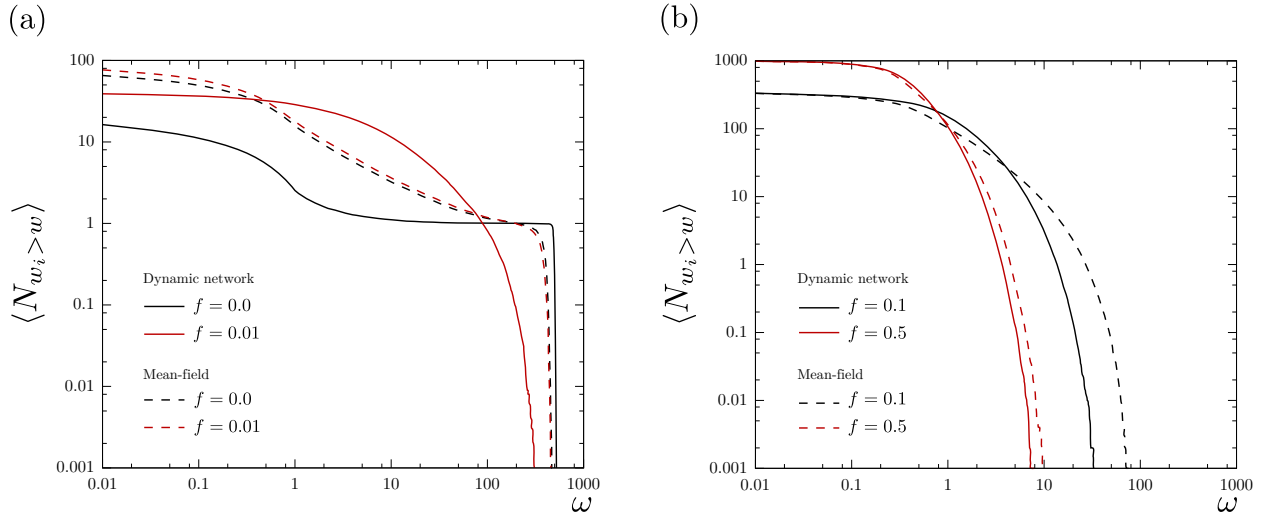 (a)
100
10
1
0.1
0.01
0.001
0.01 0.1 1 10 100 1000
ω
⟨N_{w_i>w}⟩
Dynamic network
f = 0.0
f = 0.01
Mean-field
f = 0.0
f = 0.01
(b)
1000
100
10
1
0.1
0.01
0.001
0.01 0.1 1 10 100 1000
ω
⟨N_{w_i>w}⟩
Dynamic network
f = 0.1
f = 0.5
Mean-field
f = 0.1
f = 0.5